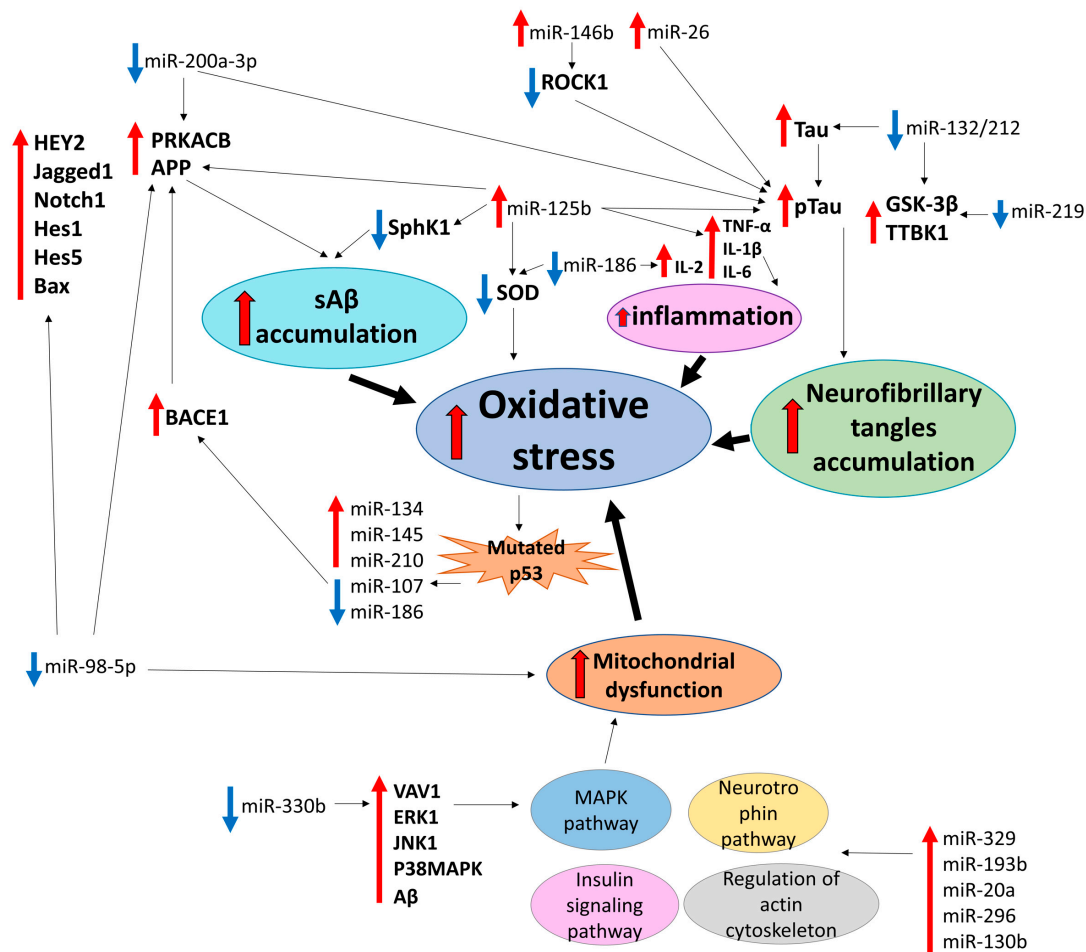 miR-146b
miR-26
miR-200a-3p
ROCK1
HEY2
Jagged1
Notch1
Hes1
Hes5
Bax
PRKACB
APP
Tau
miR-132/212
SphK1
miR-125b
pTau
GSK-3β
TTBK1
miR-219
TNF-α
IL-1β
IL-6
miR-186
IL-2
SOD
sAβ
accumulation
inflammation
Oxidative
stress
Neurofibrillary
tangles
accumulation
BACE1
miR-134
miR-145
miR-210
miR-107
miR-186
Mutated
p53
miR-98-5p
Mitochondrial
dysfunction
miR-330b
VAV1
ERK1
JNK1
P38MAPK
Aβ
MAPK
pathway
Neurotro
phin
pathway
Insulin
signaling
pathway
Regulation of
actin
cytoskeleton
miR-329
miR-193b
miR-20a
miR-296
miR-130b